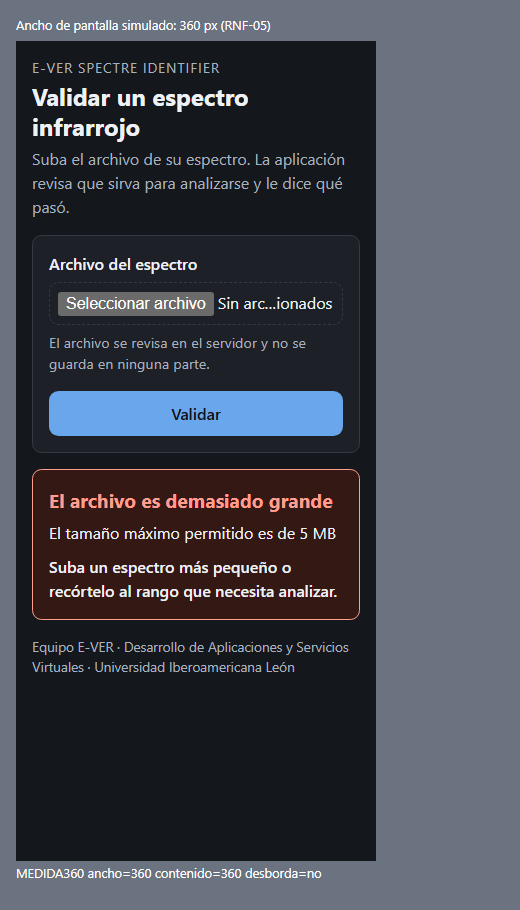 Ancho de pantalla simulado: 360 px (RNF-05)
E-VER SPECTRE IDENTIFIER
Validar un espectro
infrarrojo
Suba el archivo de su espectro. La aplicación
revisa que sirva para analizarse y le dice qué
pasó.
Archivo del espectro
Seleccionar archivo Sin arc...ionados
El archivo se revisa en el servidor y no se
guarda en ninguna parte.
Validar
El archivo es demasiado grande
El tamaño máximo permitido es de 5 MB
Suba un espectro más pequeño o
recórtelo al rango que necesita analizar.
Equipo E-VER · Desarrollo de Aplicaciones y Servicios
Virtuales · Universidad Iberoamericana León
MEDIDA360 ancho=360 contenido=360 desborda=no